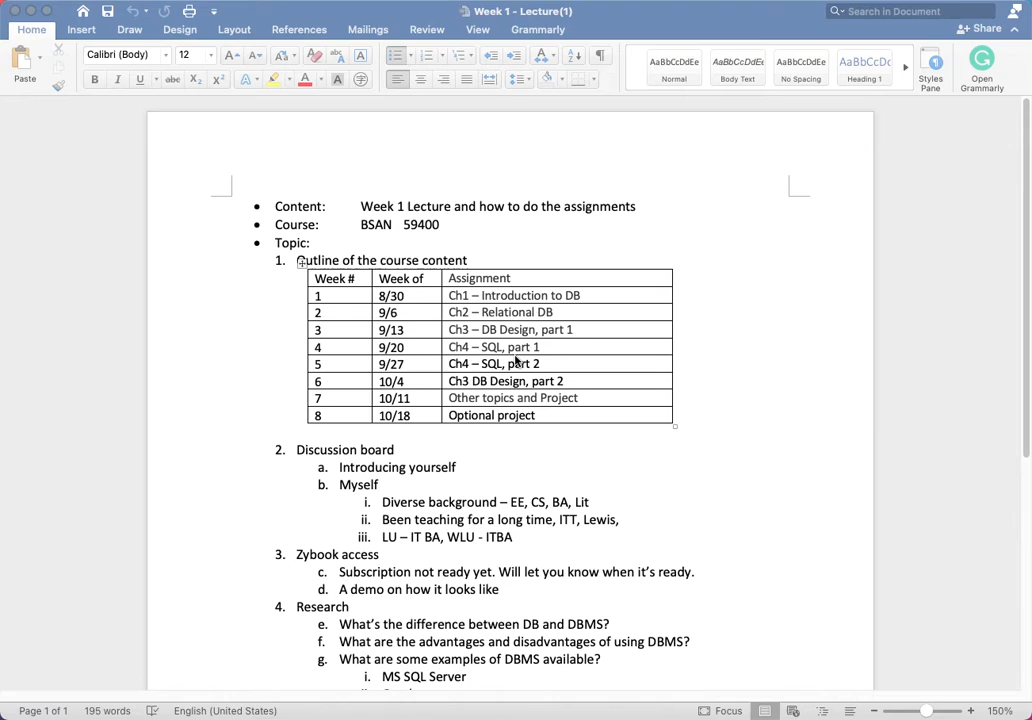 Week 1 - Lecture(1)
Search in Document
Home Insert Draw Design Layout References Mailings Review View Grammarly
Share
Paste
Calibri (Body) 12
AaBbCcDdEe AaBbCcDdEe AaBbCcDdEe AaBbCcDc
Normal Body Text No Spacing Heading 1
Styles Pane
Open Grammarly
• Content: Week 1 Lecture and how to do the assignments
• Course: BSAN 59400
• Topic:
1. Outline of the course content
Week # Week of Assignment
1 8/30 Ch1 – Introduction to DB
2 9/6 Ch2 – Relational DB
3 9/13 Ch3 – DB Design, part 1
4 9/20 Ch4 – SQL, part 1
5 9/27 Ch4 – SQL, part 2
6 10/4 Ch3 DB Design, part 2
7 10/11 Other topics and Project
8 10/18 Optional project
2. Discussion board
a. Introducing yourself
b. Myself
i. Diverse background – EE, CS, BA, Lit
ii. Been teaching for a long time, ITT, Lewis,
iii. LU – IT BA, WLU - ITBA
3. Zybook access
c. Subscription not ready yet. Will let you know when it's ready.
d. A demo on how it looks like
4. Research
e. What's the difference between DB and DBMS?
f. What are the advantages and disadvantages of using DBMS?
g. What are some examples of DBMS available?
i. MS SQL Server
Page 1 of 1 195 words English (United States) Focus 150%